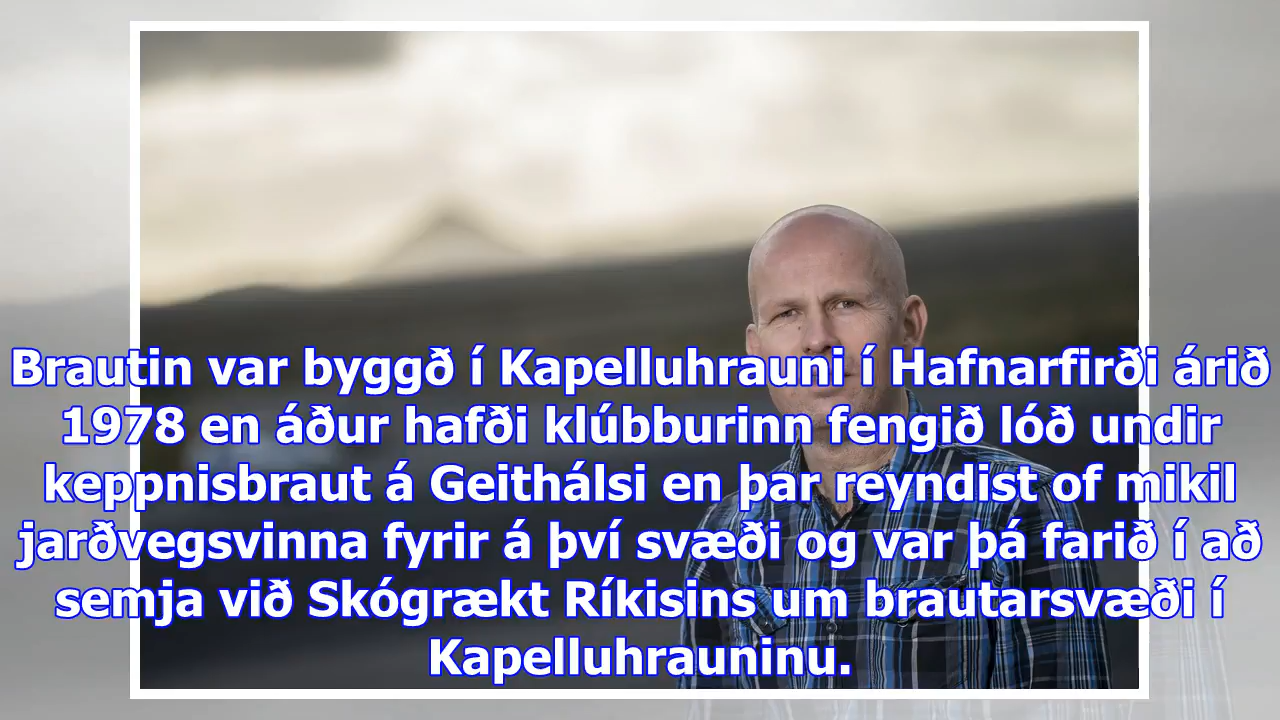 Brautin var byggð í Kapelluhrauni í Hafnarfirði árið
1978 en áður hafði klúbburinn fengið lóð undir
keppnisbraut á Geithálsi en þar reyndist of mikil
jarðvegsvinna fyrir á því svæði og var þá farið í að
semja við Skógrækt Ríkisins um brautarsvæði í
Kapelluhrauninu.